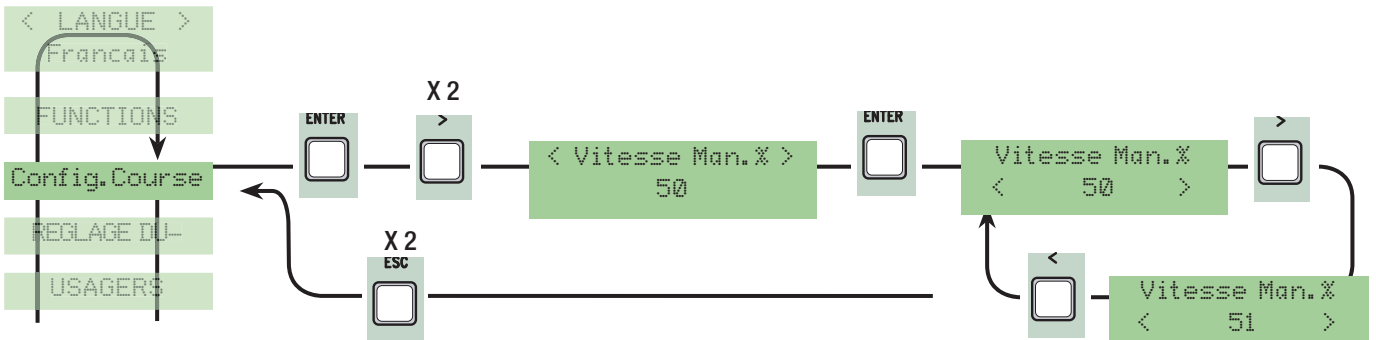 < LANGUE >
Francais
FUNCTIONS
Config.Course
REGLAGE DU-
USAGERS
ENTER
X 2
>
< Vitesse Man.% >
50
ENTER
Vitesse Man.%
< 50 >
>
X 2
ESC
<
Vitesse Man.%
< 51 >